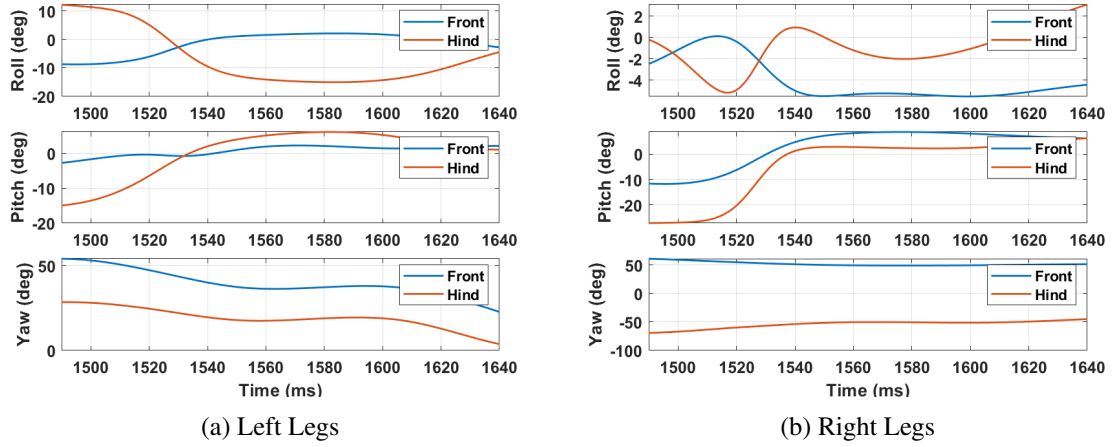 Roll (deg)
10
0
-10
-20
Front
Hind
1500 1520 1540 1560 1580 1600 1620 1640
Pitch (deg)
0
-10
-20
Front
Hind
1500 1520 1540 1560 1580 1600 1620 1640
Yaw (deg)
50
0
Front
Hind
1500 1520 1540 1560 1580 1600 1620 1640
Time (ms)
(a) Left Legs
Roll (deg)
2
0
-2
-4
Front
Hind
1500 1520 1540 1560 1580 1600 1620 1640
Pitch (deg)
0
-10
-20
Front
Hind
1500 1520 1540 1560 1580 1600 1620 1640
Yaw (deg)
50
0
-50
-100
Front
Hind
1500 1520 1540 1560 1580 1600 1620 1640
Time (ms)
(b) Right Legs